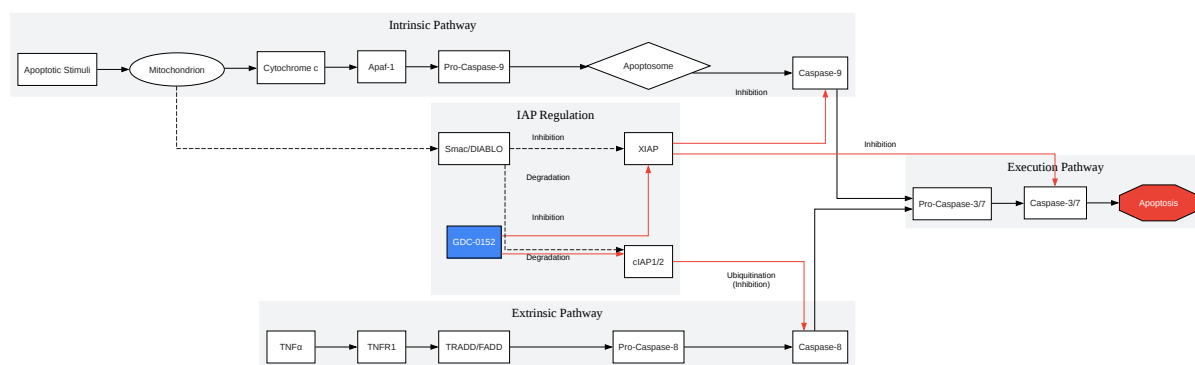 Intrinsic Pathway
Apoptotic Stimuli
Mitochondrion
Cytochrome c
Apaf-1
Pro-Caspase-9
Apoptosome
Caspase-9
Inhibition
IAP Regulation
Smac/DIABLO
Inhibition
XIAP
Inhibition
Degradation
Execution Pathway
Pro-Caspase-3/7
Caspase-3/7
Apoptosis
Inhibition
GDC-0152
Degradation
cIAP1/2
Ubiquitination
(Inhibition)
Extrinsic Pathway
TNFα
TNFR1
TRADD/FADD
Pro-Caspase-8
Caspase-8